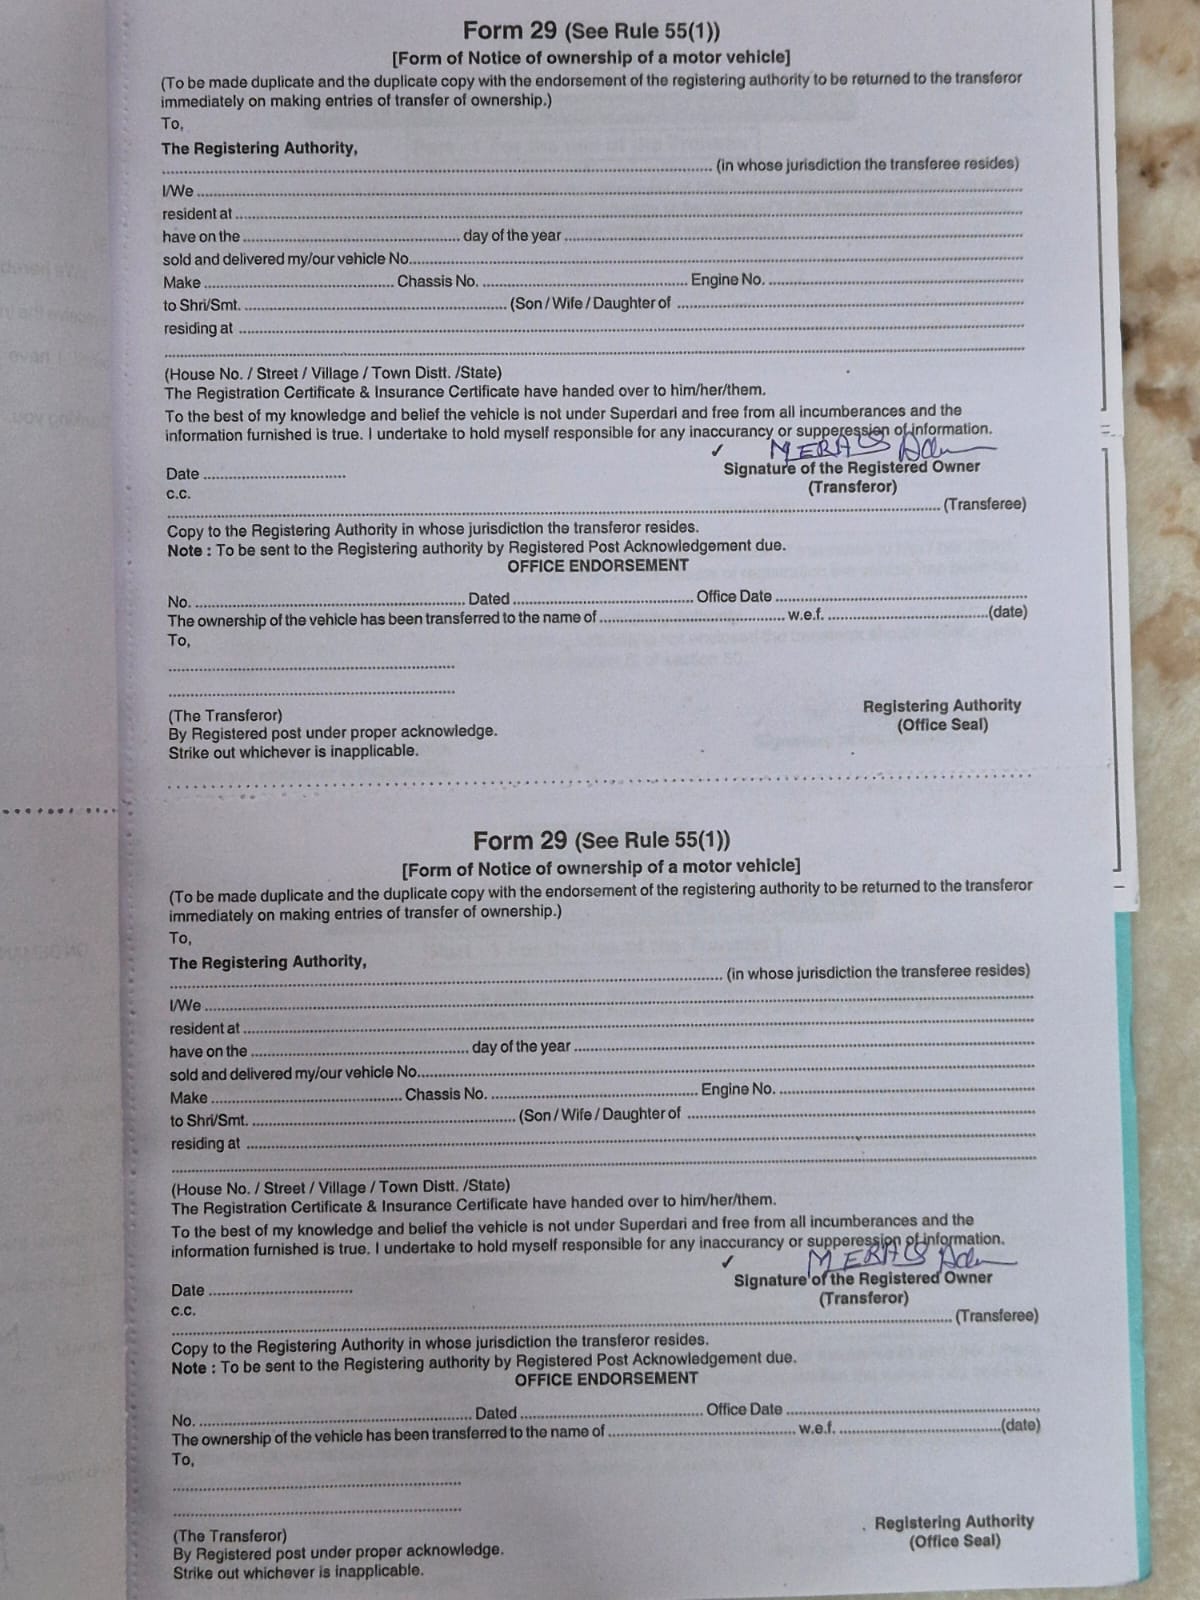 Form 29 (See Rule 55(1))
[Form of Notice of ownership of a motor vehicle]
(To be made duplicate and the duplicate copy with the endorsement of the registering authority to be returned to the transferor
immediately on making entries of transfer of ownership.)
To,
The Registering Authority,
(in whose jurisdiction the transferee resides)
I/We
resident at
have on the day of the year
sold and delivered my/our vehicle No.
Make Chassis No. Engine No.
to Shri/Smt. (Son / Wife / Daughter of
residing at
(House No. / Street / Village / Town Distt. /State)
The Registration Certificate & Insurance Certificate have handed over to him/her/them.
To the best of my knowledge and belief the vehicle is not under Superdari and free from all incumberances and the
information furnished is true. I undertake to hold myself responsible for any inaccurancy or supperession of information.
✓
Date Signature of the Registered Owner
c.c. (Transferor)
(Transferee)
Copy to the Registering Authority in whose jurisdiction the transferor resides.
Note : To be sent to the Registering authority by Registered Post Acknowledgement due.
OFFICE ENDORSEMENT
No. Dated Office Date
The ownership of the vehicle has been transferred to the name of w.e.f. (date)
To,
(The Transferor) Registering Authority
By Registered post under proper acknowledge. (Office Seal)
Strike out whichever is inapplicable.
Form 29 (See Rule 55(1))
[Form of Notice of ownership of a motor vehicle]
(To be made duplicate and the duplicate copy with the endorsement of the registering authority to be returned to the transferor
immediately on making entries of transfer of ownership.)
To,
The Registering Authority,
(in whose jurisdiction the transferee resides)
I/We
resident at
have on the day of the year
sold and delivered my/our vehicle No.
Make Chassis No. Engine No.
to Shri/Smt. (Son / Wife / Daughter of
residing at
(House No. / Street / Village / Town Distt. /State)
The Registration Certificate & Insurance Certificate have handed over to him/her/them.
To the best of my knowledge and belief the vehicle is not under Superdari and free from all incumberances and the
information furnished is true. I undertake to hold myself responsible for any inaccurancy or supperession of information.
✓
Date Signature of the Registered Owner
c.c. (Transferor)
(Transferee)
Copy to the Registering Authority in whose jurisdiction the transferor resides.
Note : To be sent to the Registering authority by Registered Post Acknowledgement due.
OFFICE ENDORSEMENT
No. Dated Office Date
The ownership of the vehicle has been transferred to the name of w.e.f. (date)
To,
(The Transferor) Registering Authority
By Registered post under proper acknowledge. (Office Seal)
Strike out whichever is inapplicable.